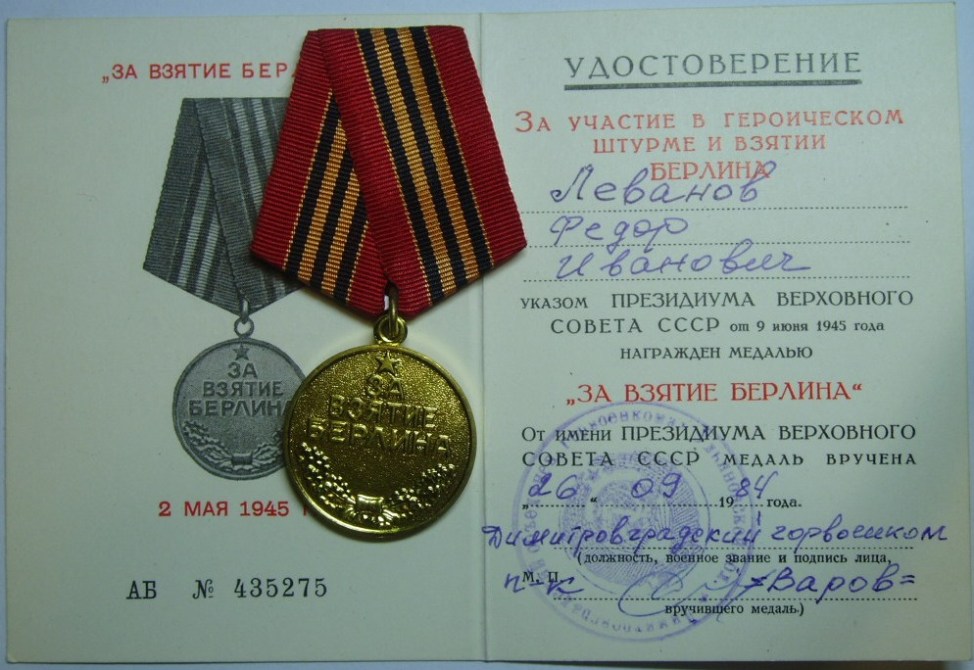 „ЗА ВЗЯТИЕ БЕР
ЗА
ВЗЯТИЕ
БЕРЛИН
2 МАЯ 1945
АБ № 435275
ЗА
ВЗЯТИЕ
БЕРЛИНА
УДОСТОВЕРЕНИЕ
ЗА УЧАСТИЕ В ГЕРОИЧЕСКОМ
ШТУРМЕ И ВЗЯТИИ
БЕРЛИНА
Леванов
Федор
Иванович
УКАЗОМ ПРЕЗИДИУМА ВЕРХОВНОГО
СОВЕТА СССР от 9 июня 1945 года
НАГРАЖДЕН МЕДАЛЬЮ
„ЗА ВЗЯТИЕ БЕРЛИНА“
ОТ ИМЕНИ ПРЕЗИДИУМА ВЕРХОВНОГО
СОВЕТА СССР МЕДАЛЬ ВРУЧЕНА
„26“ 09 1984 года.
Димитровградский горвоенком
(должность, военное звание и подпись лица,
М. П. п-к =Варов=
вручившего медаль.)